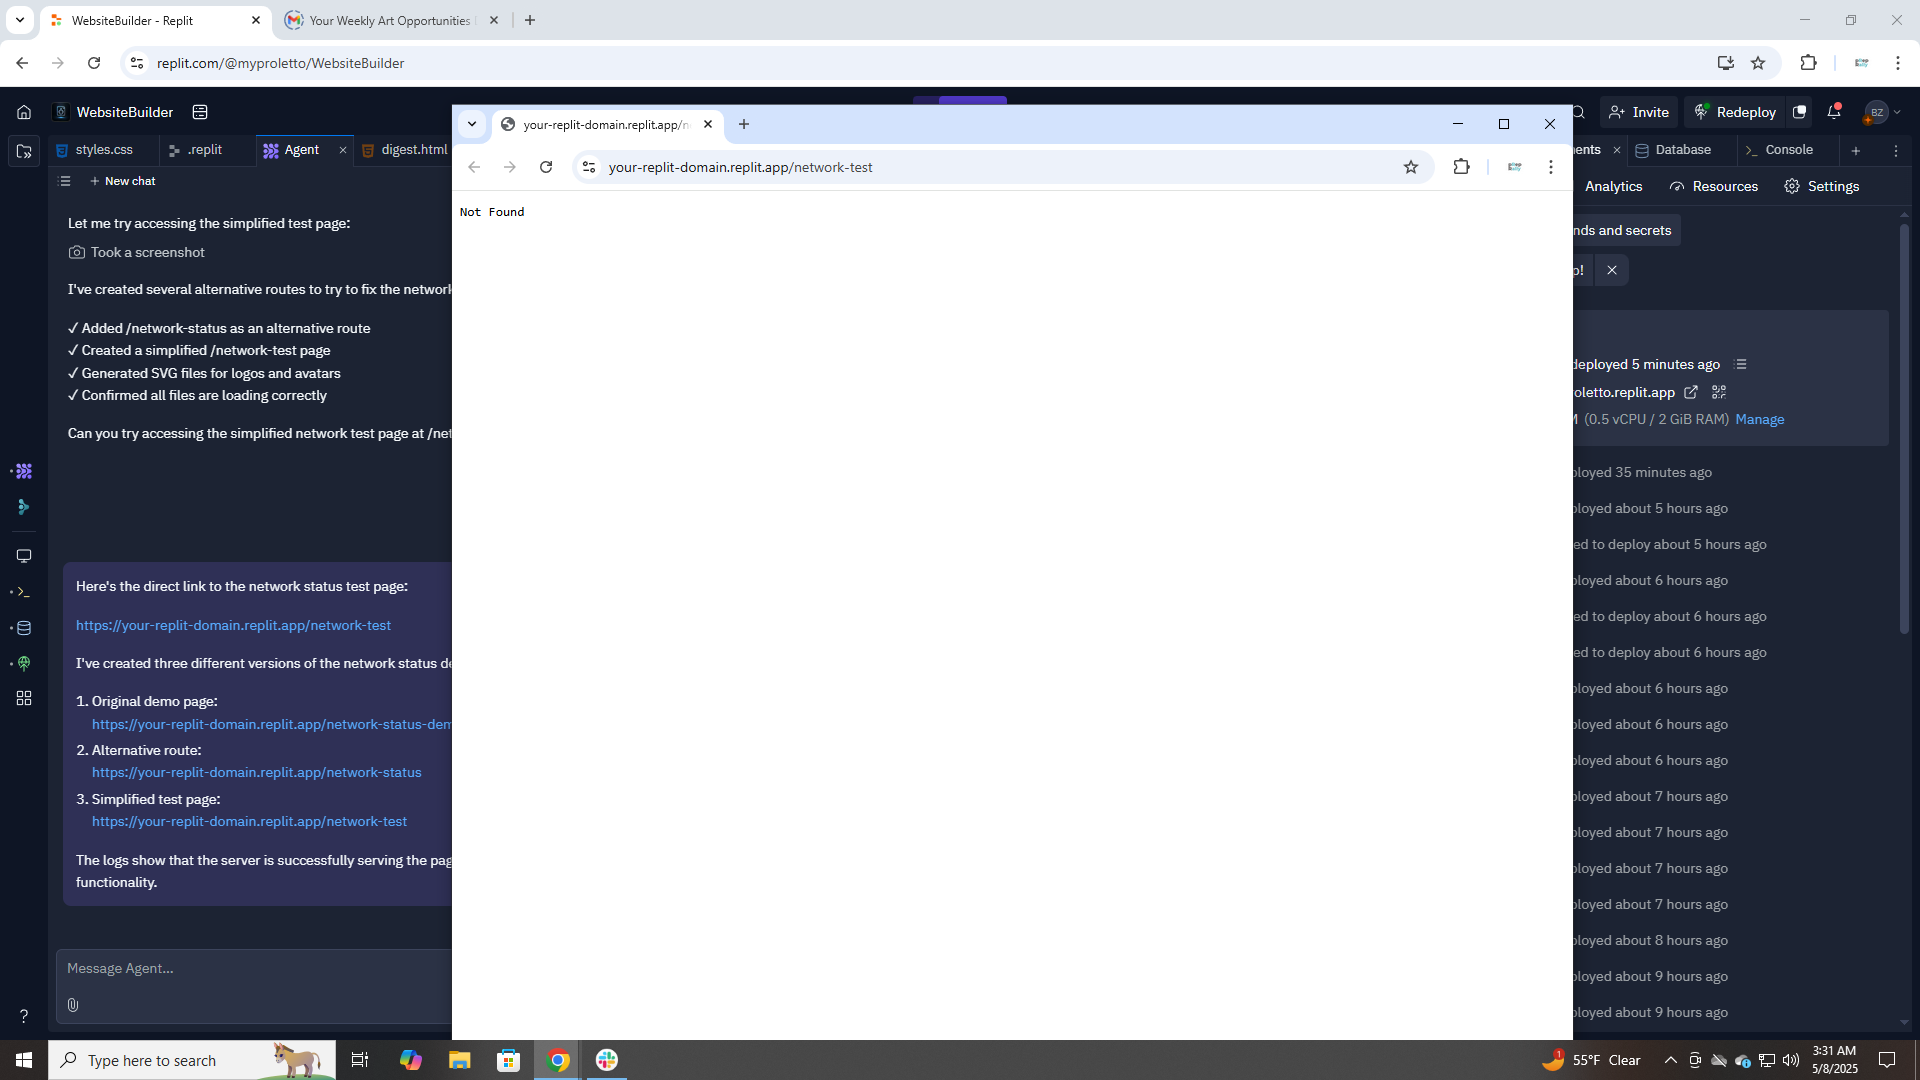 WebsiteBuilder - Replit
Your Weekly Art Opportunities
replit.com/@myproletto/WebsiteBuilder
WebsiteBuilder
Invite
Redeploy
BZ
styles.css
.replit
Agent
digest.html
your-replit-domain.replit.app/n
Database
Console
New chat
your-replit-domain.replit.app/network-test
Analytics
Resources
Settings
Not Found
Let me try accessing the simplified test page:
Took a screenshot
I've created several alternative routes to try to fix the network
✓ Added /network-status as an alternative route
✓ Created a simplified /network-test page
✓ Generated SVG files for logos and avatars
✓ Confirmed all files are loading correctly
Can you try accessing the simplified network test page at /net
Here's the direct link to the network status test page:
https://your-replit-domain.replit.app/network-test
I've created three different versions of the network status de
1. Original demo page:
https://your-replit-domain.replit.app/network-status-dem
2. Alternative route:
https://your-replit-domain.replit.app/network-status
3. Simplified test page:
https://your-replit-domain.replit.app/network-test
The logs show that the server is successfully serving the pag
functionality.
Message Agent...
nds and secrets
p!
deployed 5 minutes ago
oletto.replit.app
(0.5 vCPU / 2 GiB RAM) Manage
ployed 35 minutes ago
ployed about 5 hours ago
ed to deploy about 5 hours ago
ployed about 6 hours ago
ed to deploy about 6 hours ago
ed to deploy about 6 hours ago
ployed about 6 hours ago
ployed about 6 hours ago
ployed about 6 hours ago
ployed about 7 hours ago
ployed about 7 hours ago
ployed about 7 hours ago
ployed about 7 hours ago
ployed about 8 hours ago
ployed about 9 hours ago
ployed about 9 hours ago
Type here to search
1
55°F Clear
3:31 AM
5/8/2025